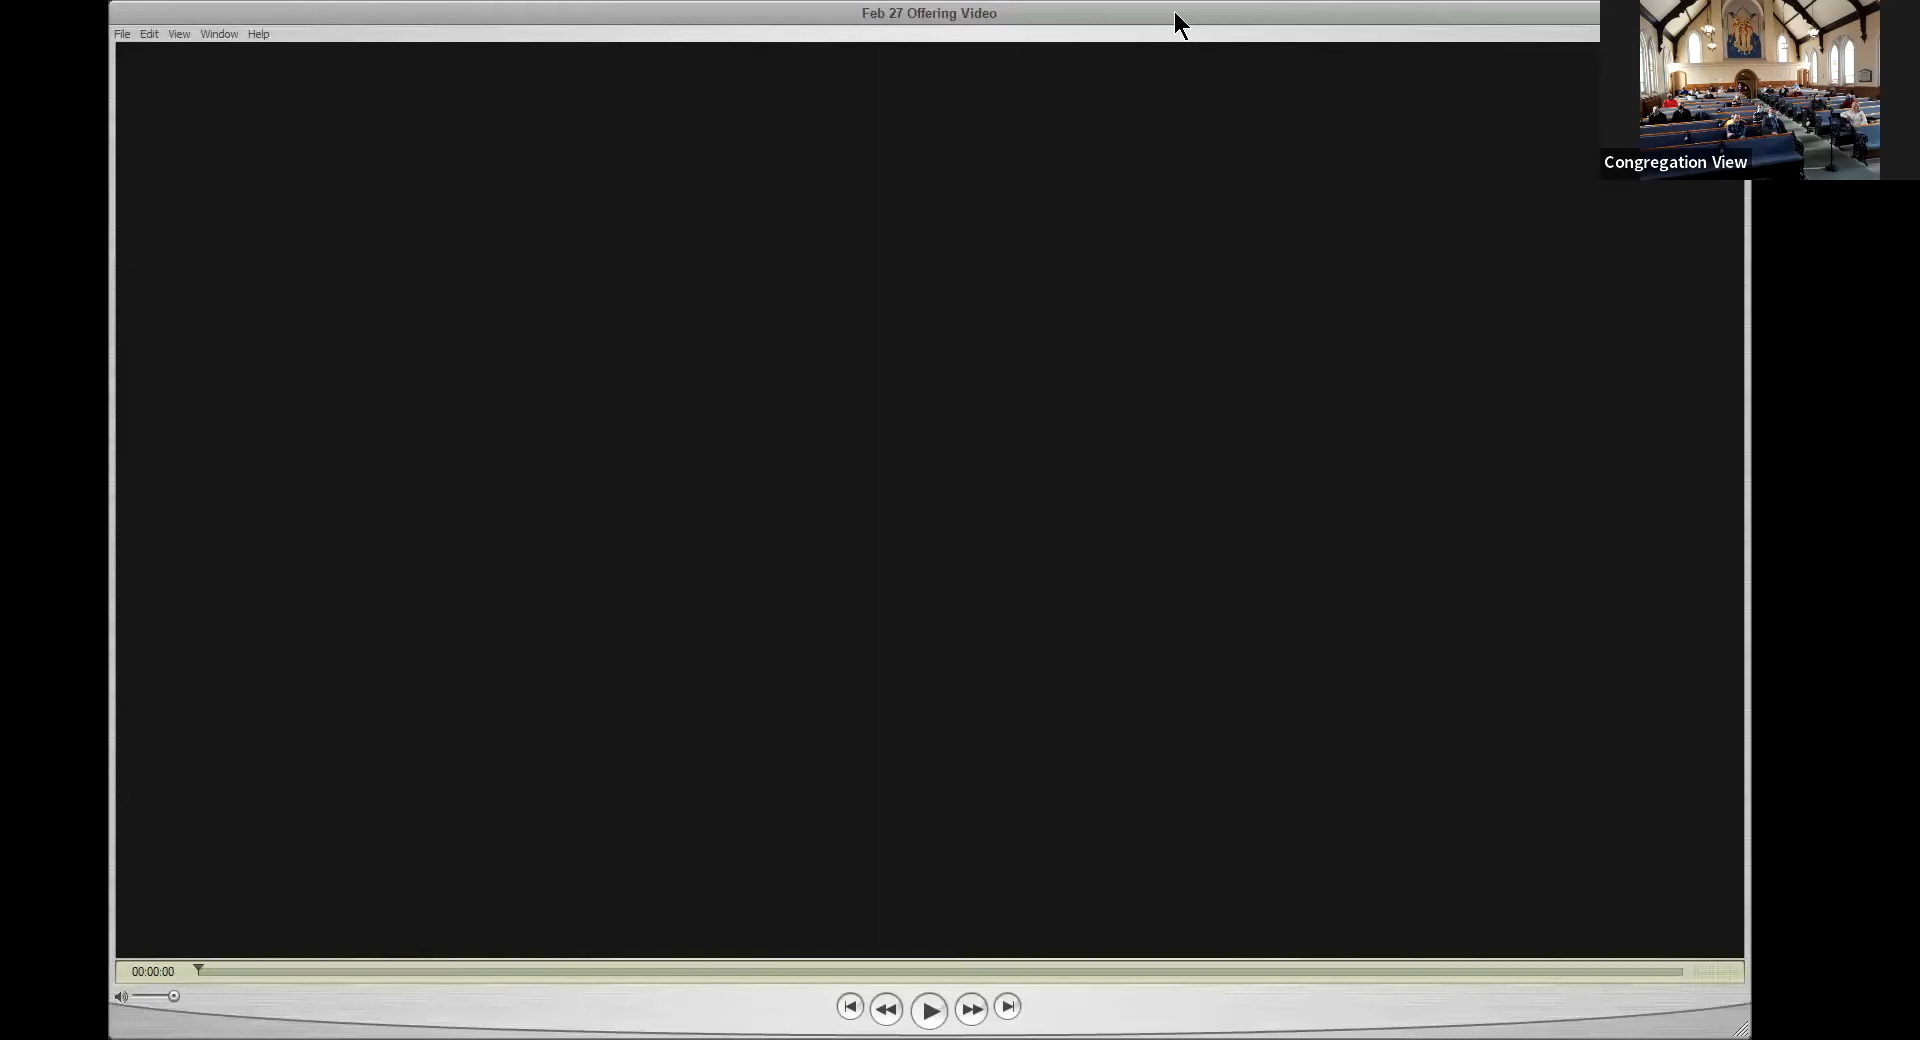 Feb 27 Offering Video
File Edit View Window Help
Congregation View
00:00:00